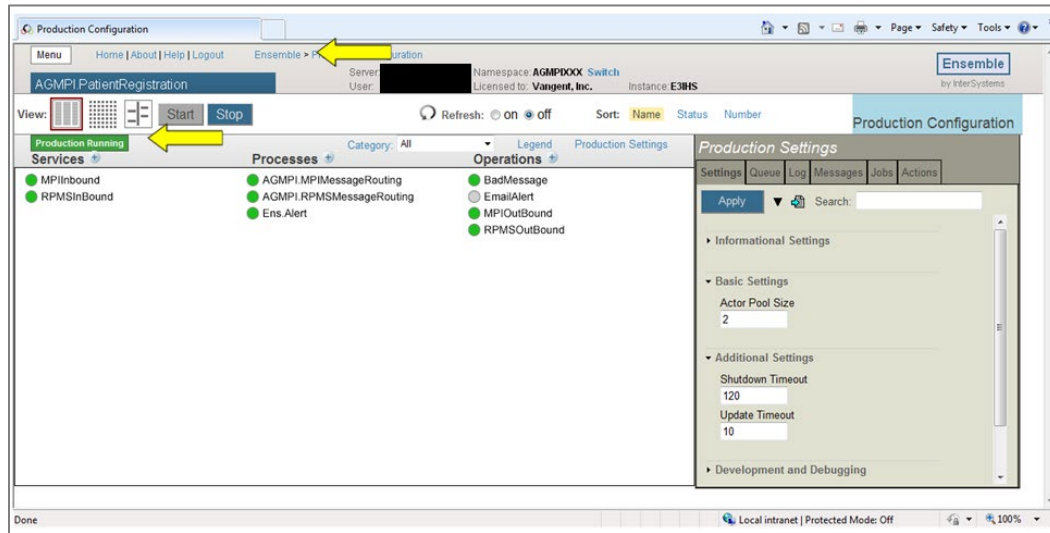 Production Configuration
Page Safety Tools
Menu Home | About | Help | Logout Ensemble >
Server:
Namespace: AGMPIXXX Switch
Ensemble
by InterSystems
AGMPI.PatientRegistration
User:
Licensed to: Vangent, Inc. Instance: E3IHS
View: Start Stop Refresh: on off Sort: Name Status Number
Production Configuration
Production Running
Category: All Legend Production Settings
Services Processes Operations
MPIInbound AGMPI.MPIMessageRouting BadMessage
RPMSInBound AGMPI.RPMSMessageRouting EmailAlert
Ens.Alert MPIOutBound
RPMSOutBound
Production Settings
Settings Queue Log Messages Jobs Actions
Apply Search:
Informational Settings
Basic Settings
Actor Pool Size
2
Additional Settings
Shutdown Timeout
120
Update Timeout
10
Development and Debugging
Done
Local intranet | Protected Mode: Off
100%